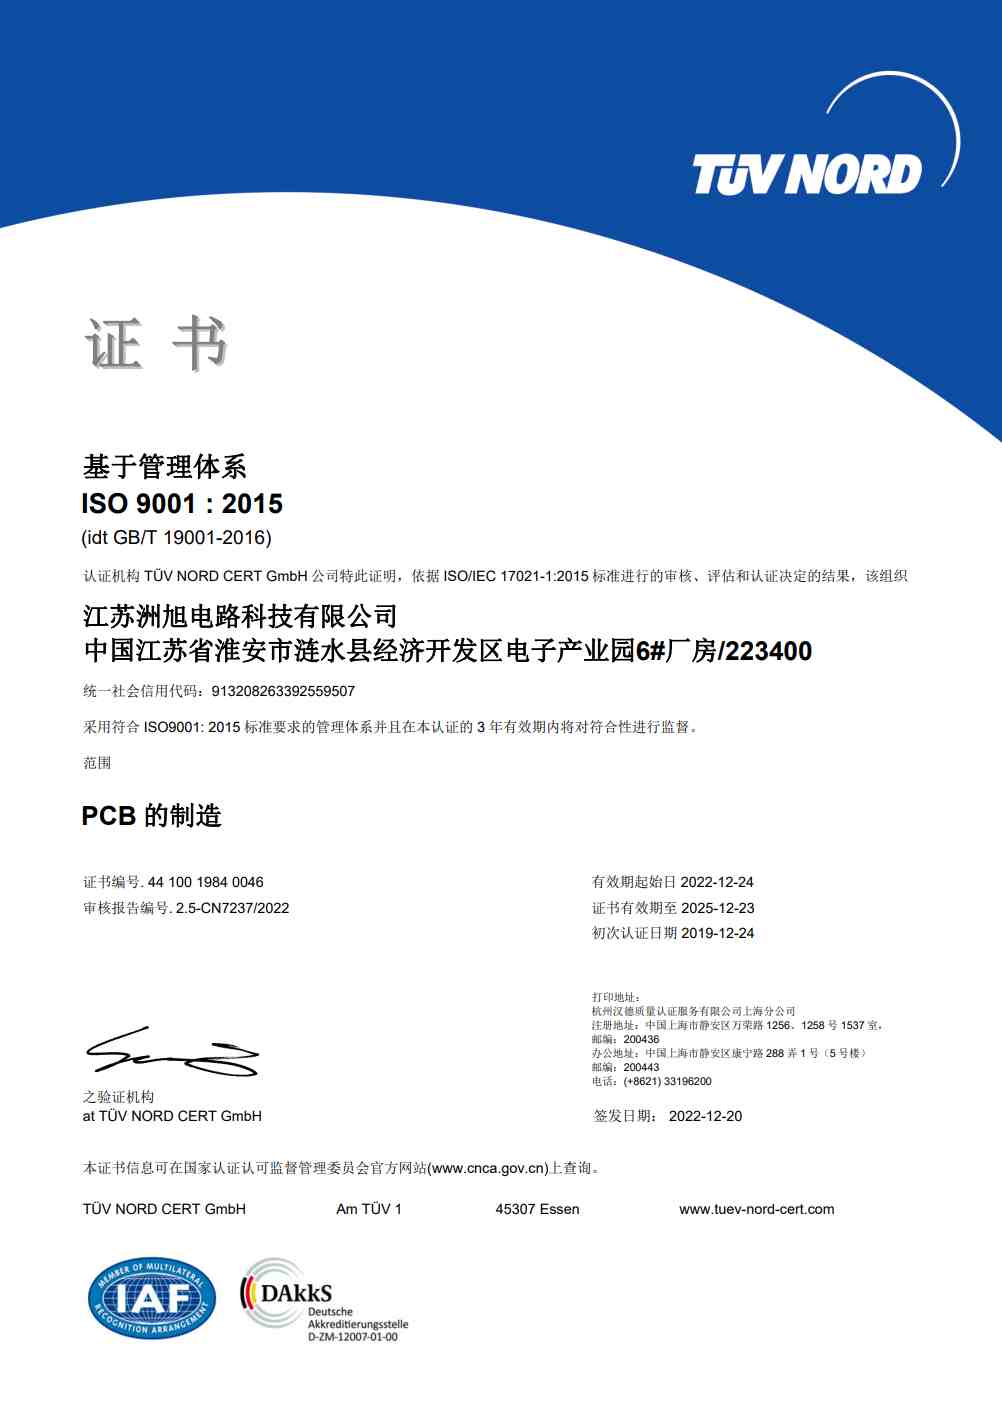 TÜV NORD
证 书
基于管理体系
ISO 9001 : 2015
(idt GB/T 19001-2016)
认证机构 TÜV NORD CERT GmbH 公司特此证明，依据 ISO/IEC 17021-1:2015 标准进行的审核、评估和认证决定的结果，该组织
江苏洲旭电路科技有限公司
中国江苏省淮安市涟水县经济开发区电子产业园6#厂房/223400
统一社会信用代码：913208263392559507
采用符合 ISO9001: 2015 标准要求的管理体系并且在本认证的 3 年有效期内将对符合性进行监督。
范围
PCB 的制造
证书编号. 44 100 1984 0046
审核报告编号. 2.5-CN7237/2022
有效期起始日 2022-12-24
证书有效期至 2025-12-23
初次认证日期 2019-12-24
打印地址：
杭州汉德质量认证服务有限公司上海分公司
注册地址：中国上海市静安区万荣路 1256、1258 号 1537 室，
邮编：200436
办公地址：中国上海市静安区康宁路 288 弄 1 号（5 号楼）
邮编：200443
电话：(+8621) 33196200
之验证机构
at TÜV NORD CERT GmbH
签发日期： 2022-12-20
本证书信息可在国家认证认可监督管理委员会官方网站(www.cnca.gov.cn)上查询。
TÜV NORD CERT GmbH Am TÜV 1 45307 Essen www.tuev-nord-cert.com
MEMBER OF MULTILATERAL
IAF
RECOGNITION ARRANGEMENT
DAkkS
Deutsche
Akkreditierungsstelle
D-ZM-12007-01-00